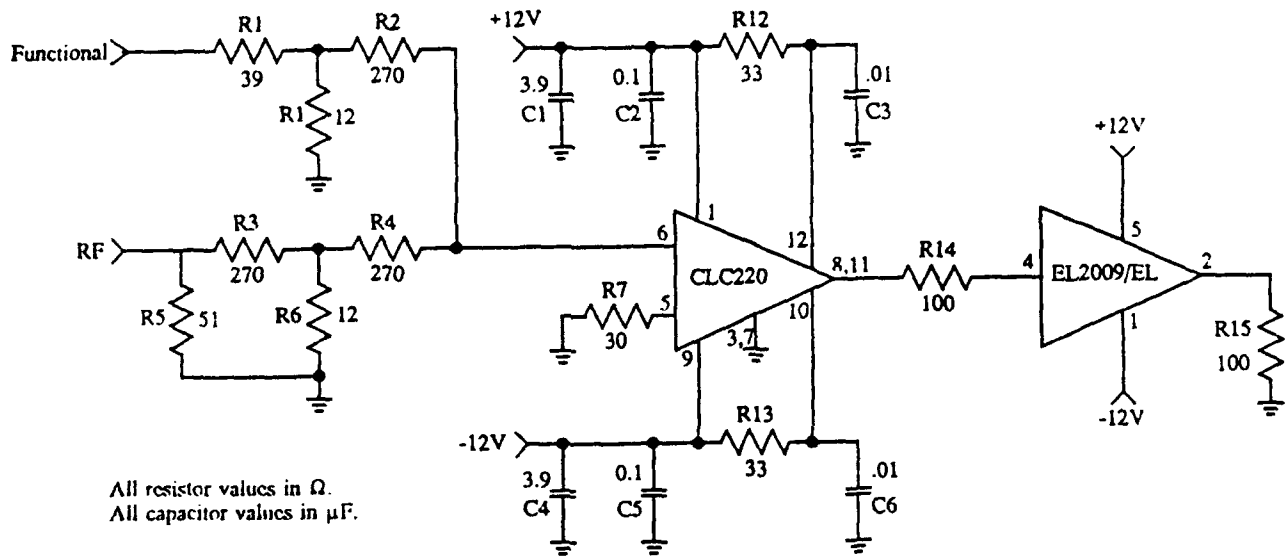 Functional
R1
39
R2
270
R1
12
RF
R3
270
R4
270
R5
51
R6
12
+12V
R12
33
3.9
C1
0.1
C2
.01
C3
6
1
CLC220
12
8,11
10
R7
30
5
3,7
9
R14
100
+12V
5
4
EL2009/EL
2
1
-12V
R15
100
-12V
R13
33
3.9
C4
0.1
C5
.01
C6
All resistor values in Ω.
All capacitor values in μF.